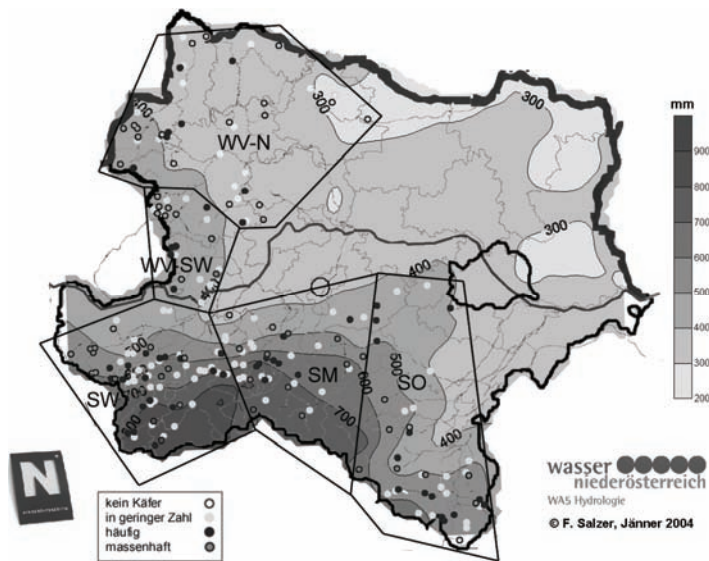 mm
900
800
700
600
500
400
300
200
300
300
300
WV-N
WV-SW
400
500
SM
600
SO
SW
700
400
N
kein Käfer
in geringer Zahl
häufig
massenhaft
wasser
niederösterreich
WAS Hydrologie
© F. Salzer, Jänner 2004